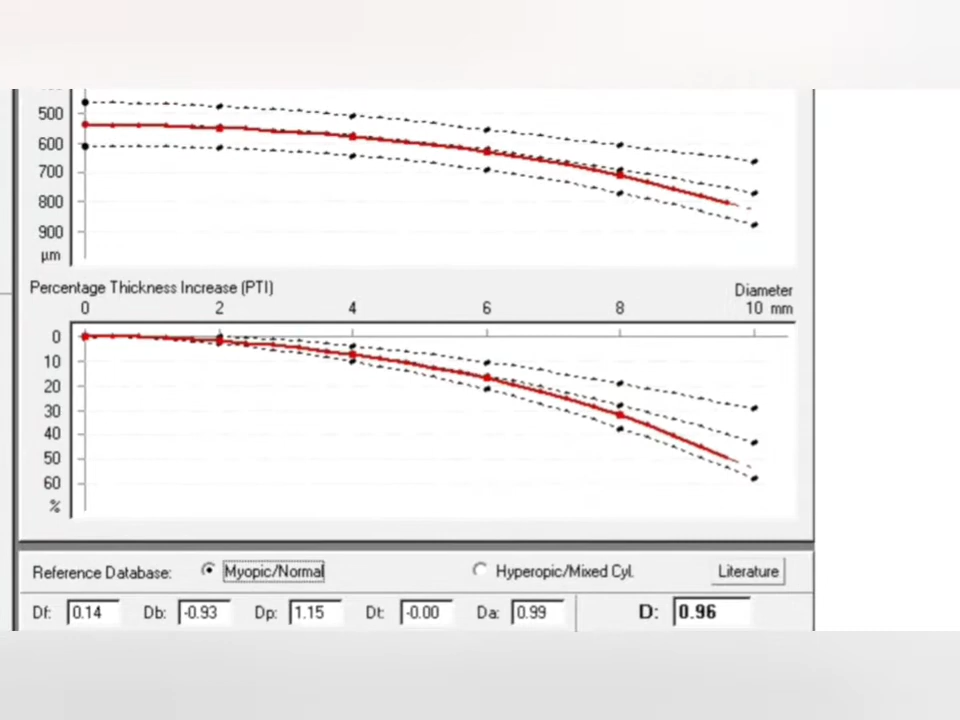 500
600
700
800
900
µm
Percentage Thickness Increase (PTI)
Diameter
0 2 4 6 8 10 mm
0
10
20
30
40
50
60
%
Reference Database: Myopic/Normal Hyperopic/Mixed Cyl. Literature
Df: 0.14 Db: -0.93 Dp: 1.15 Dt: -0.00 Da: 0.99 D: 0.96